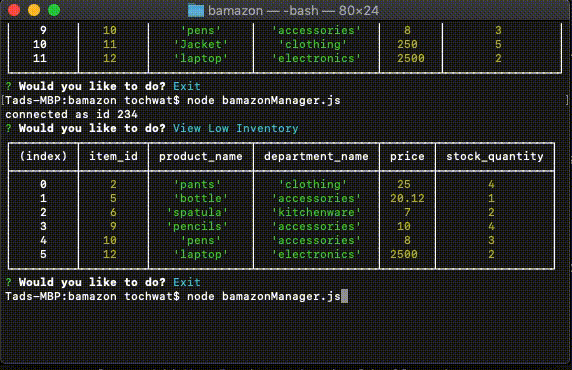 bamazon — -bash — 80×24
9 10 'pens' 'accessories' 8 3
10 11 'Jacket' 'clothing' 250 5
11 12 'laptop' 'electronics' 2500 2
? Would you like to do? Exit
[Tads-MBP:bamazon tochwat$ node bamazonManager.js ]
connected as id 234
? Would you like to do? View Low Inventory
(index) item_id product_name department_name price stock_quantity
0 2 'pants' 'clothing' 25 4
1 5 'bottle' 'accessories' 20.12 1
2 6 'spatula' 'kitchenware' 7 2
3 9 'pencils' 'accessories' 10 4
4 10 'pens' 'accessories' 8 3
5 12 'laptop' 'electronics' 2500 2
? Would you like to do? Exit
Tads-MBP:bamazon tochwat$ node bamazonManager.js